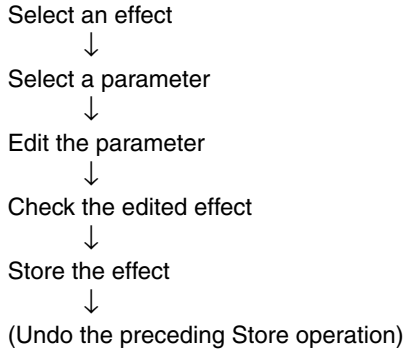 Select an effect
↓
Select a parameter
↓
Edit the parameter
↓
Check the edited effect
↓
Store the effect
↓
(Undo the preceding Store operation)